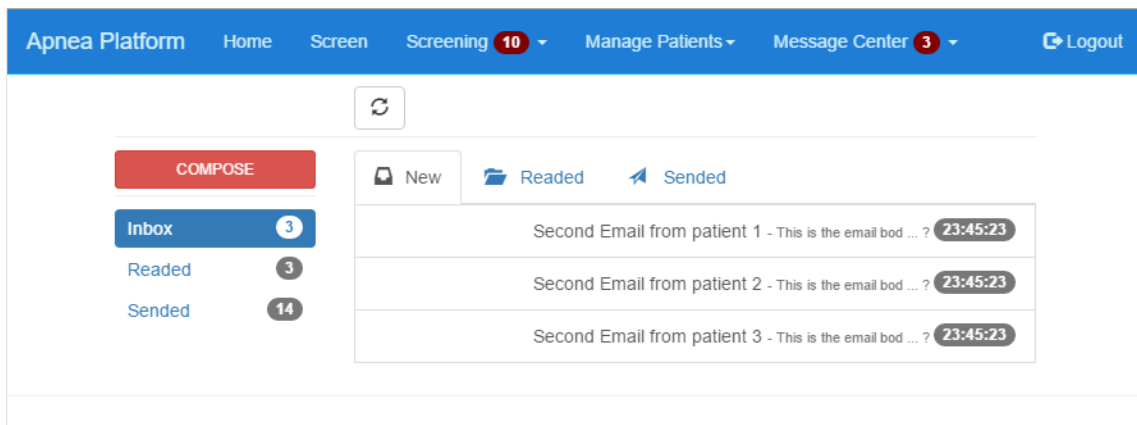 Apnea Platform Home Screen Screening 10 Manage Patients Message Center 3 Logout
COMPOSE
New Readed Sended
Inbox 3
Readed 3
Sended 14
Second Email from patient 1 - This is the email bod ... ? 23:45:23
Second Email from patient 2 - This is the email bod ... ? 23:45:23
Second Email from patient 3 - This is the email bod ... ? 23:45:23